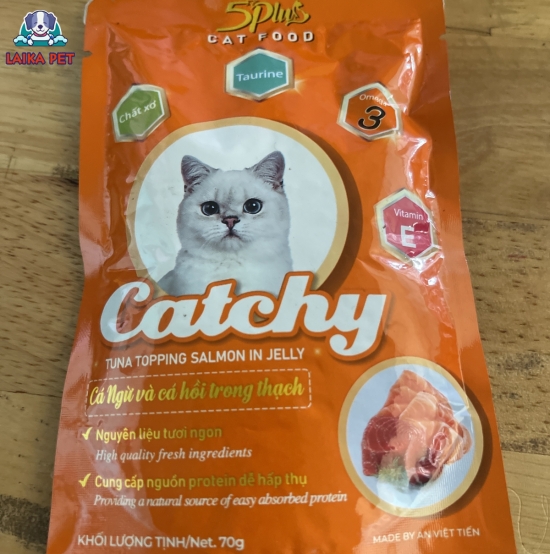 LAIKA PET
5Plus
CAT FOOD
Taurine
Chất xơ
Omega
3
Vitamin
E
Catchy
TUNA TOPPING SALMON IN JELLY
Cá Ngừ và cá hồi trong thạch
Nguyên liệu tươi ngon
High quality fresh ingredients
Cung cấp nguồn protein dễ hấp thụ
Providing a natural source of easy absorbed protein
KHỐI LƯỢNG TỊNH/Net. 70g
MADE BY AN VIỆT TIẾN